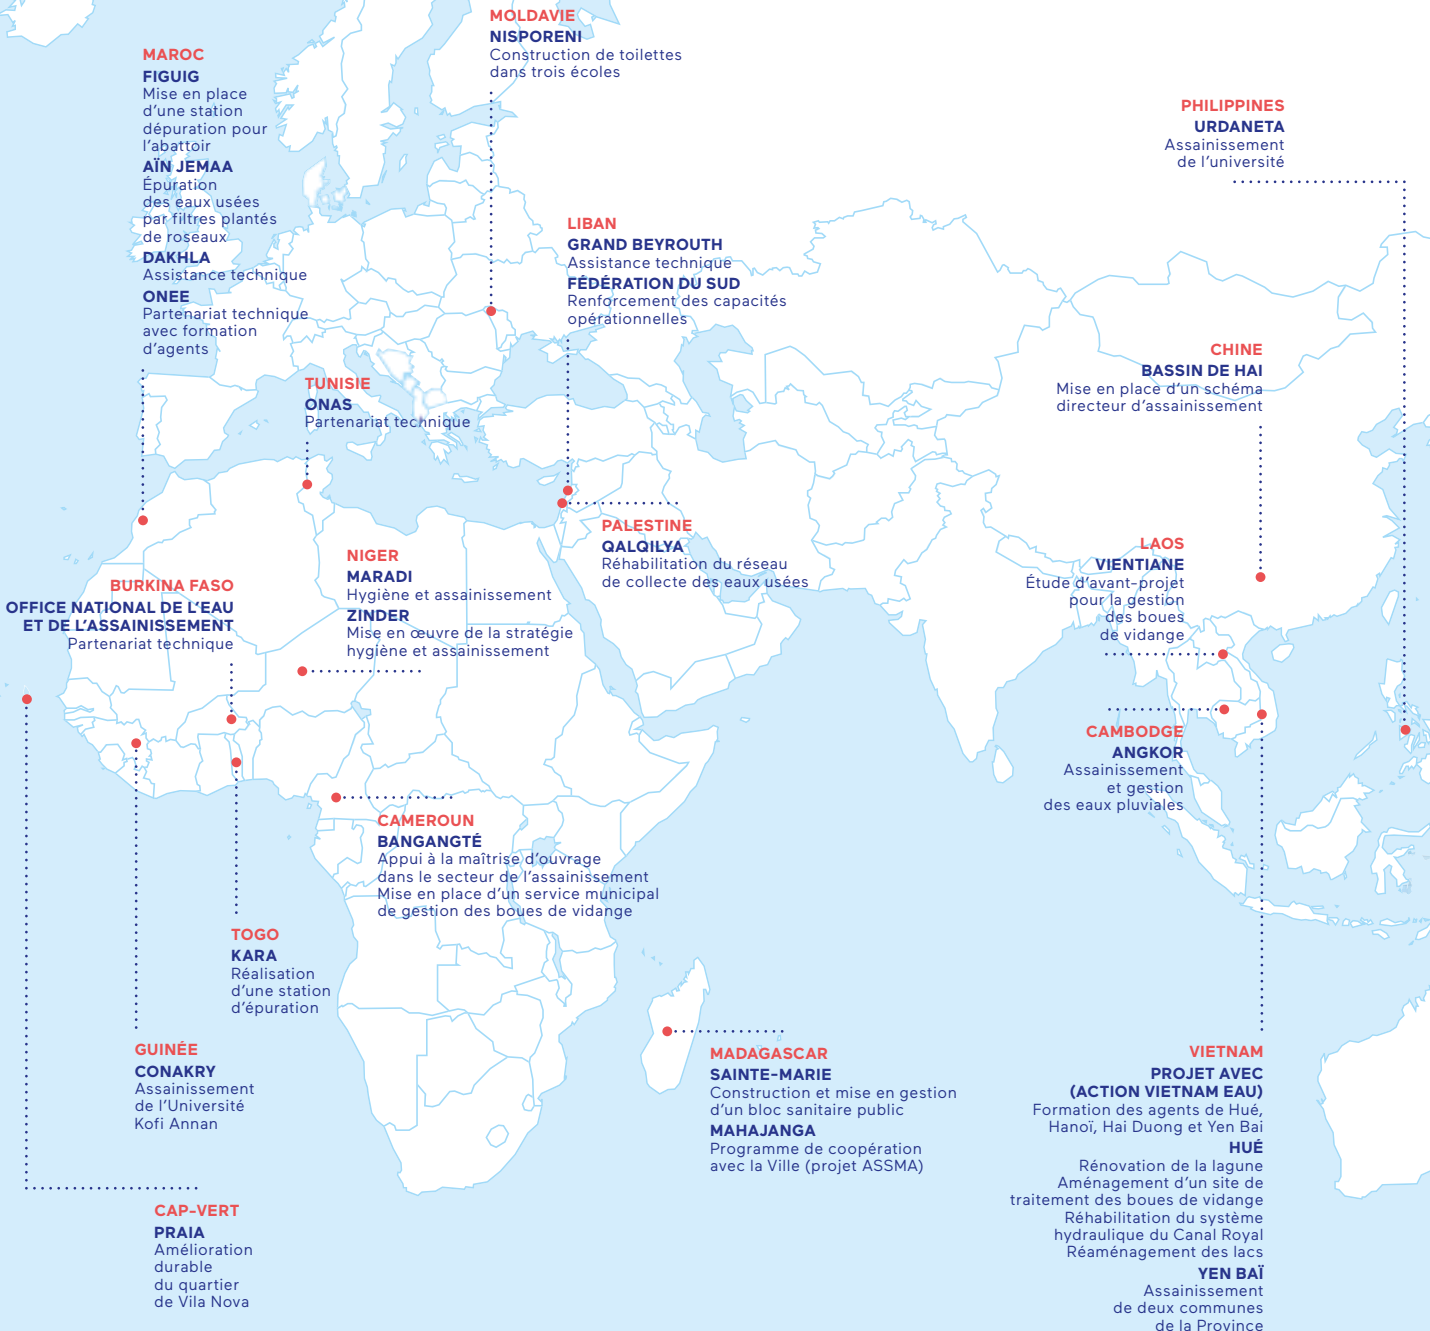 MOLDAVIE
NISPORENI
Construction de toilettes
dans trois écoles
MAROC
FIGUIG
Mise en place
d'une station
dépuration pour
l'abattoir
AÏN JEMAA
Épuration
des eaux usées
par filtres plantés
de roseaux
DAKHLA
Assistance technique
ONEE
Partenariat technique
avec formation
d'agents
PHILIPPINES
URDANETA
Assainissement
de l'université
LIBAN
GRAND BEYROUTH
Assistance technique
FÉDÉRATION DU SUD
Renforcement des capacités
opérationnelles
CHINE
BASSIN DE HAI
Mise en place d'un schéma
directeur d'assainissement
TUNISIE
ONAS
Partenariat technique
PALESTINE
QALQILYA
Réhabilitation du réseau
de collecte des eaux usées
LAOS
VIENTIANE
Étude d'avant-projet
pour la gestion
des boues
de vidange
NIGER
MARADI
Hygiène et assainissement
ZINDER
Mise en œuvre de la stratégie
hygiène et assainissement
BURKINA FASO
OFFICE NATIONAL DE L'EAU
ET DE L'ASSAINISSEMENT
Partenariat technique
CAMBODGE
ANGKOR
Assainissement
et gestion
des eaux pluviales
CAMEROUN
BANGANGTÉ
Appui à la maîtrise d'ouvrage
dans le secteur de l'assainissement
Mise en place d'un service municipal
de gestion des boues de vidange
TOGO
KARA
Réalisation
d'une station
d'épuration
GUINÉE
CONAKRY
Assainissement
de l'Université
Kofi Annan
MADAGASCAR
SAINTE-MARIE
Construction et mise en gestion
d'un bloc sanitaire public
MAHAJANGA
Programme de coopération
avec la Ville (projet ASSMA)
VIETNAM
PROJET AVEC
(ACTION VIETNAM EAU)
Formation des agents de Hué,
Hanoï, Hai Duong et Yen Bai
HUÉ
Rénovation de la lagune
Aménagement d'un site de
traitement des boues de vidange
Réhabilitation du système
hydraulique du Canal Royal
Réaménagement des lacs
YEN BAÏ
Assainissement
de deux communes
de la Province
CAP-VERT
PRAIA
Amélioration
durable
du quartier
de Vila Nova